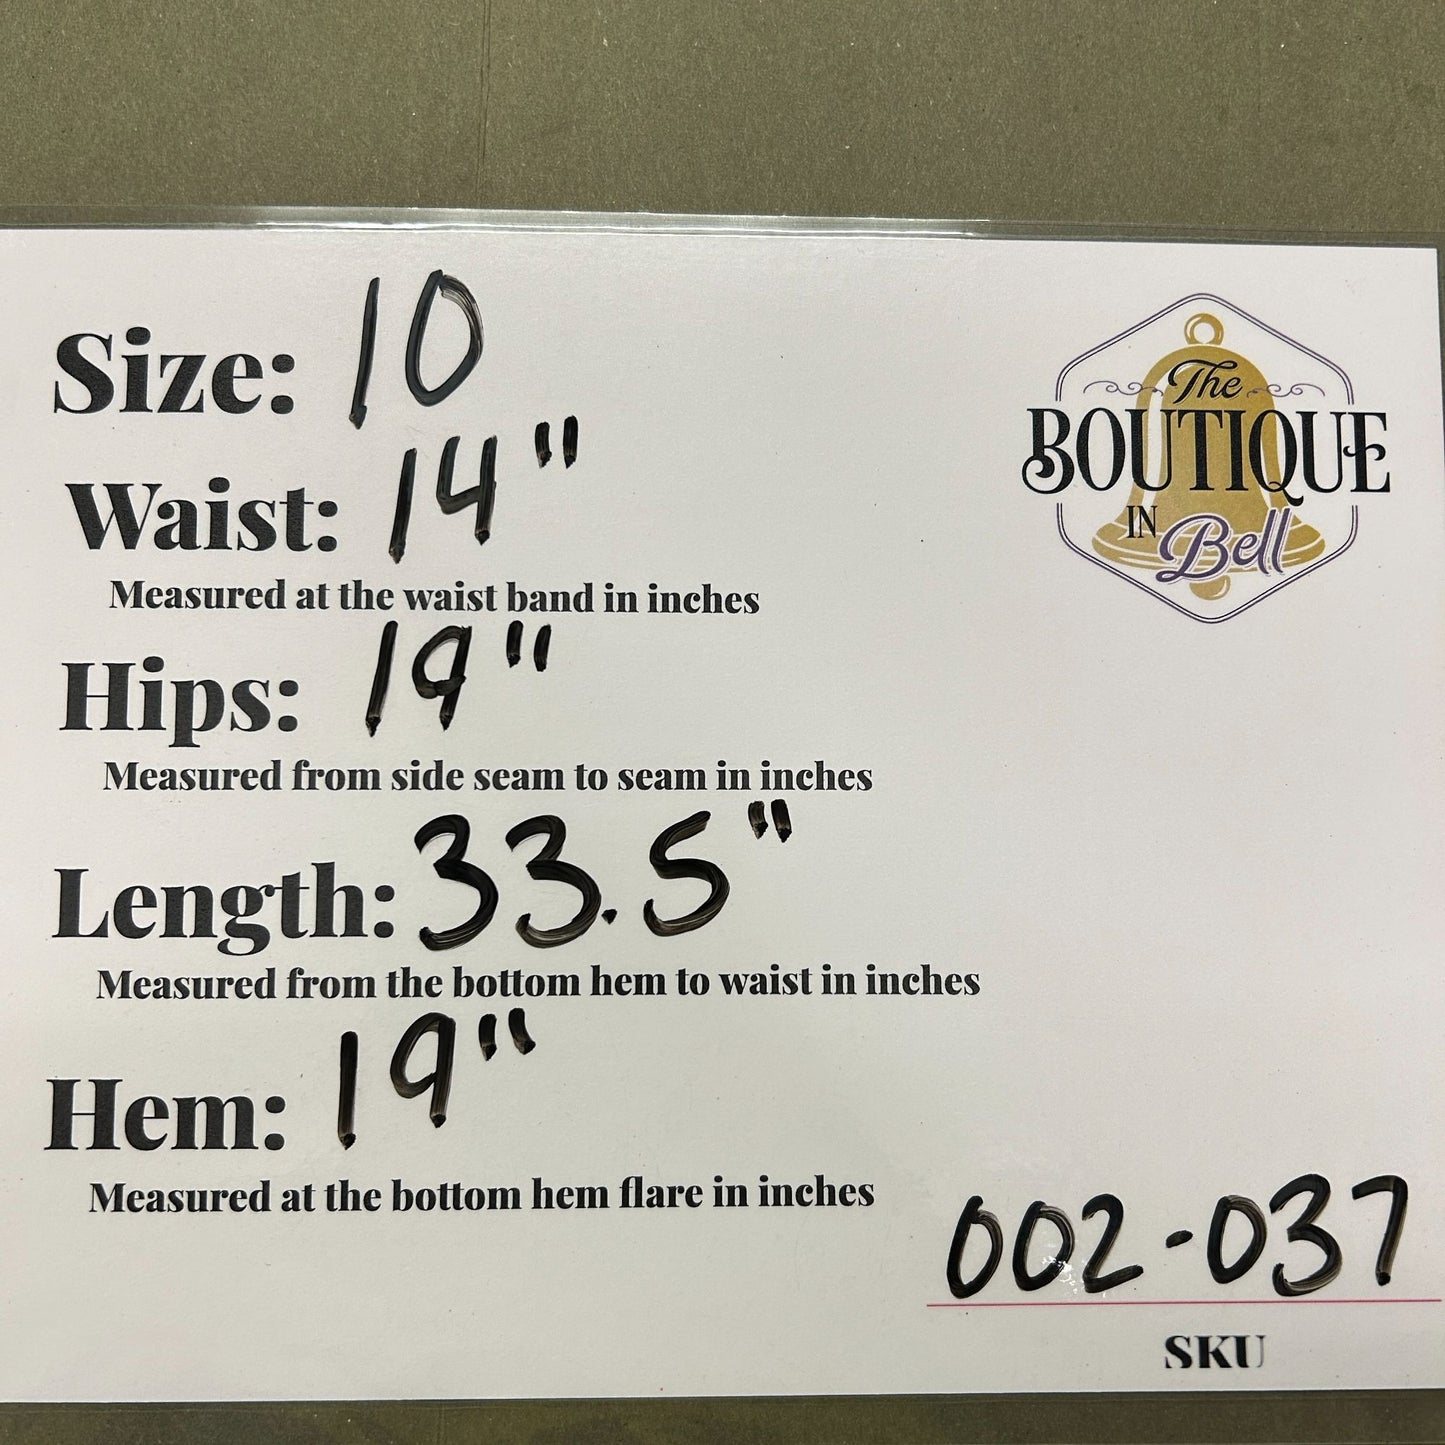 Size: 10
The
BOUTIQUE
IN Bell
Waist: 14"
Measured at the waist band in inches
Hips: 19"
Measured from side seam to seam in inches
Length: 33.5"
Measured from the bottom hem to waist in inches
Hem: 19"
Measured at the bottom hem flare in inches
002-037
SKU